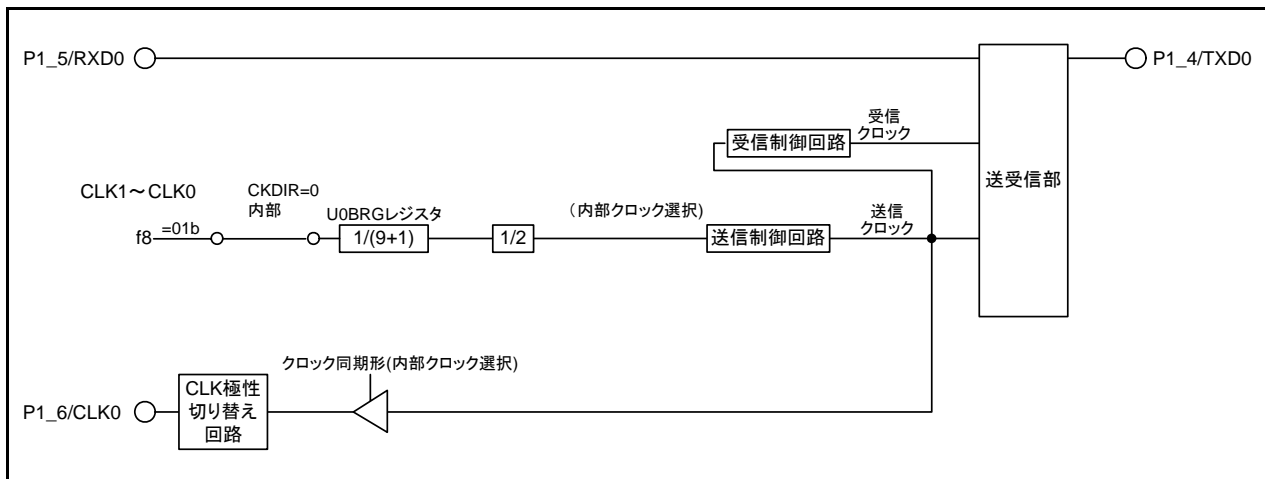 P1_5/RXD0
P1_4/TXD0
受信
クロック
受信制御回路
送受信部
CLK1～CLK0
CKDIR=0
内部
U0BRGレジスタ
（内部クロック選択）
送信
クロック
f8
=01b
1/(9+1)
1/2
送信制御回路
クロック同期形(内部クロック選択)
P1_6/CLK0
CLK極性
切り替え
回路